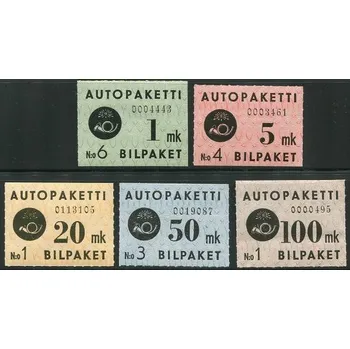 AUTOPAKETTI
0004443
1 mk
No 6 BILPAKET
AUTOPAKETTI
0003461
5 mk
No 4 BILPAKET
AUTOPAKETTI
0113105
20 mk
No 1 BILPAKET
AUTOPAKETTI
0019087
50 mk
No 3 BILPAKET
AUTOPAKETTI
0000495
100 mk
No 1 BILPAKET